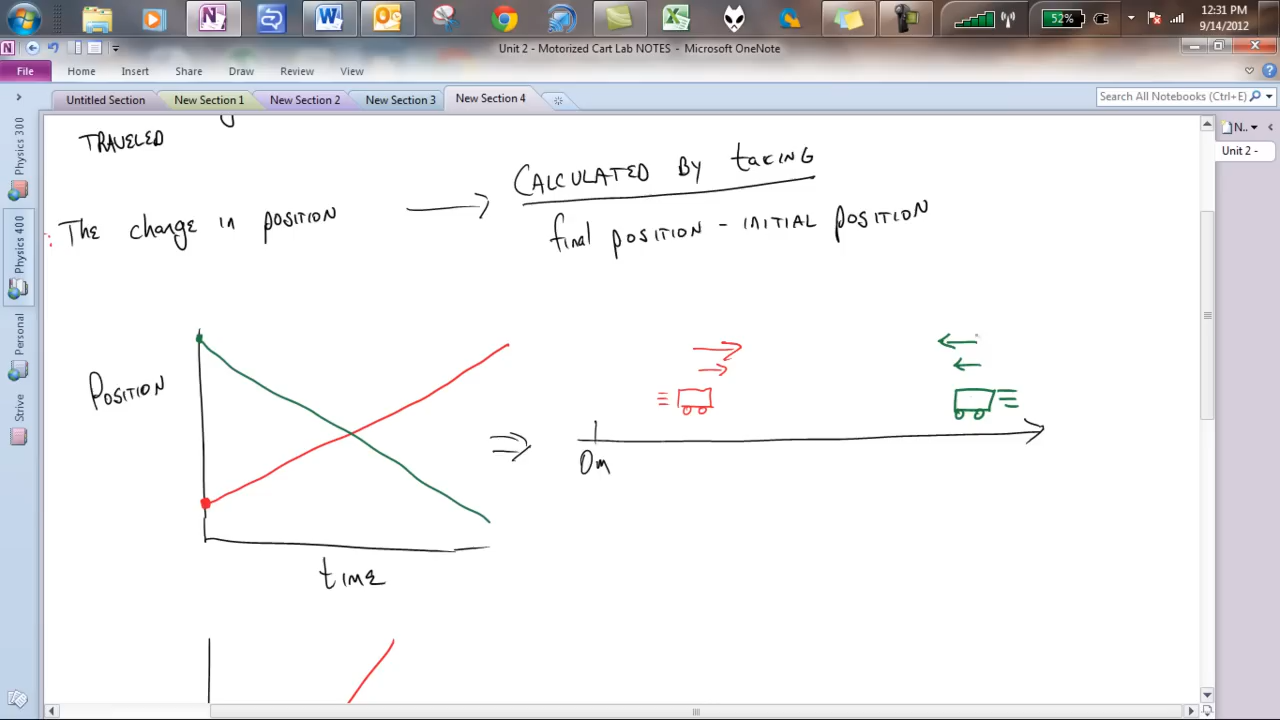 12:31 PM
52%
9/14/2012
Unit 2 - Motorized Cart Lab NOTES - Microsoft OneNote
File Home Insert Share Draw Review View
Untitled Section New Section 1 New Section 2 New Section 3 New Section 4
Search All Notebooks (Ctrl+E)
N..
Unit 2 -
Physics 300
Physics 400
Personal
Strive
TRAVELED
CALCULATED BY taKING
The change in POSITION
final POSITION - INITIAL POSITION
POSITION
0m
time